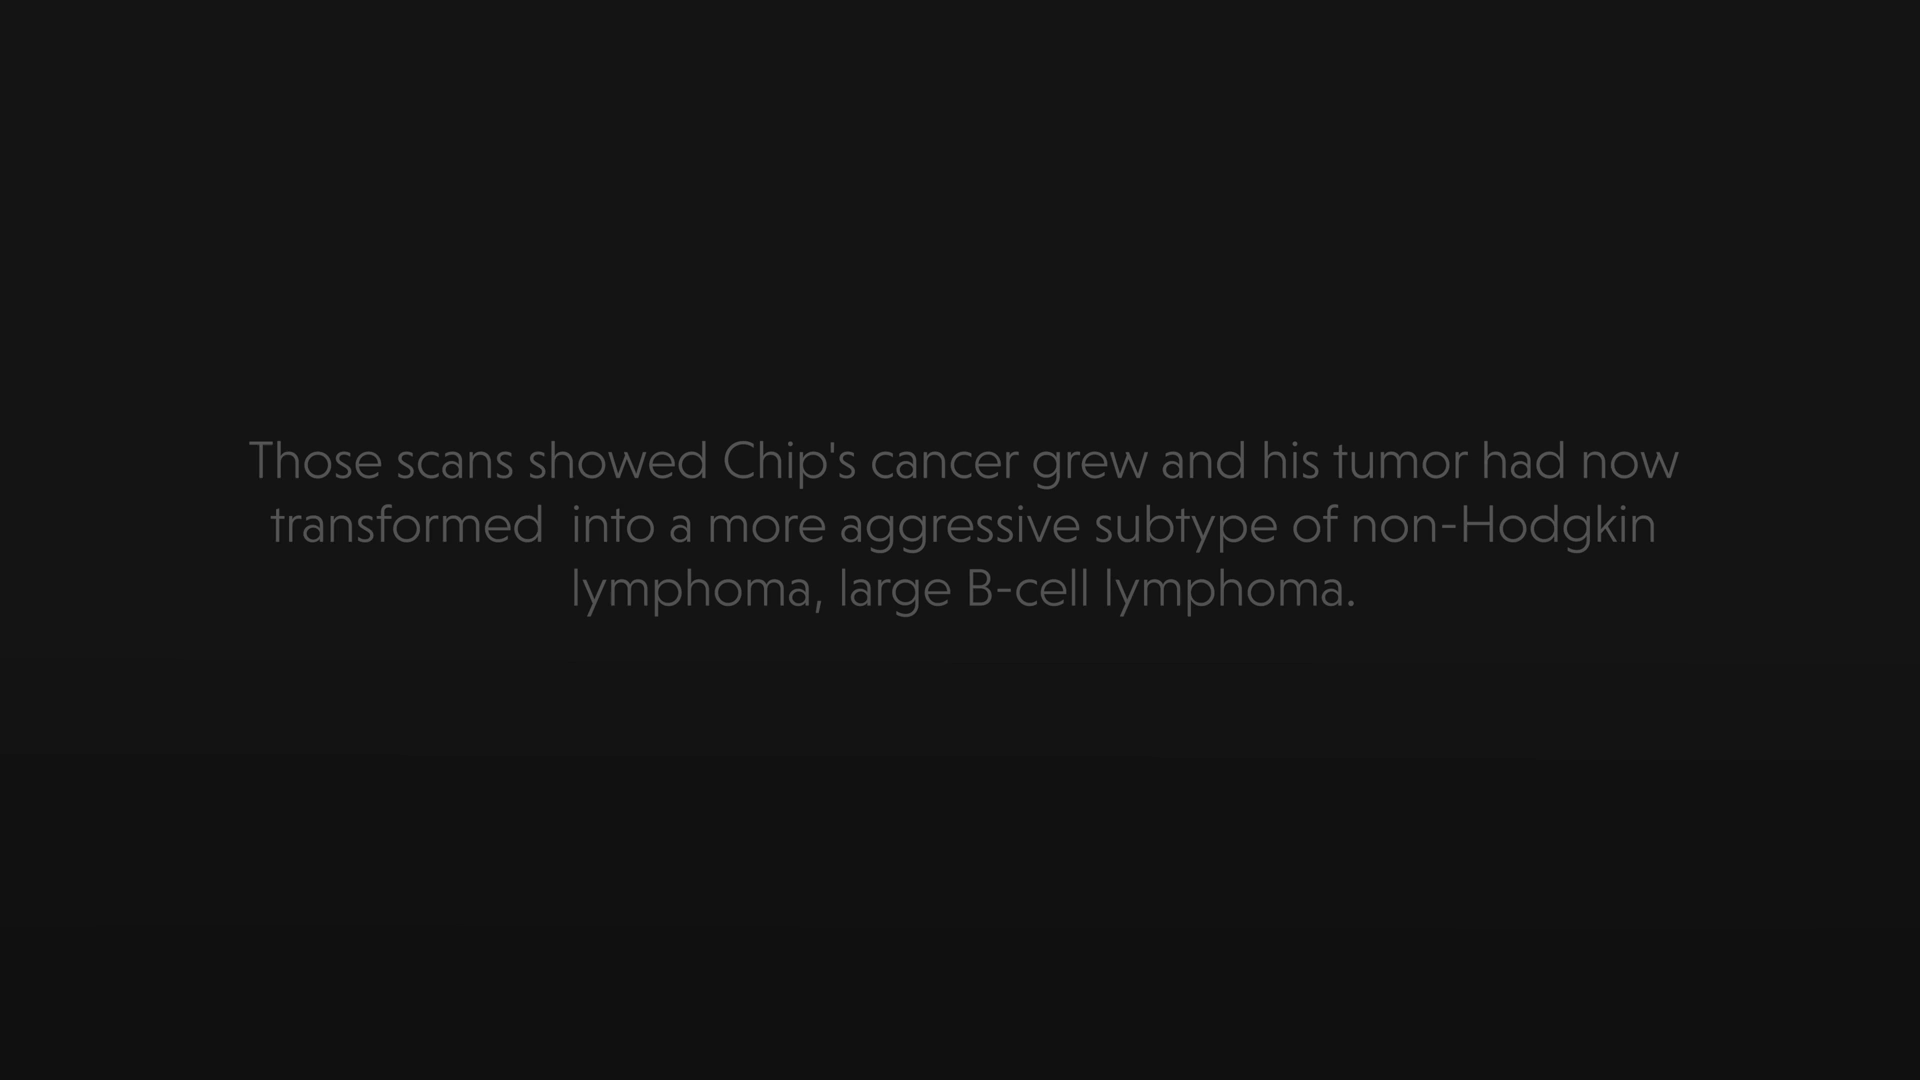 Those scans showed Chip's cancer grew and his tumor had now
transformed  into a more aggressive subtype of non-Hodgkin
lymphoma, large B-cell lymphoma.